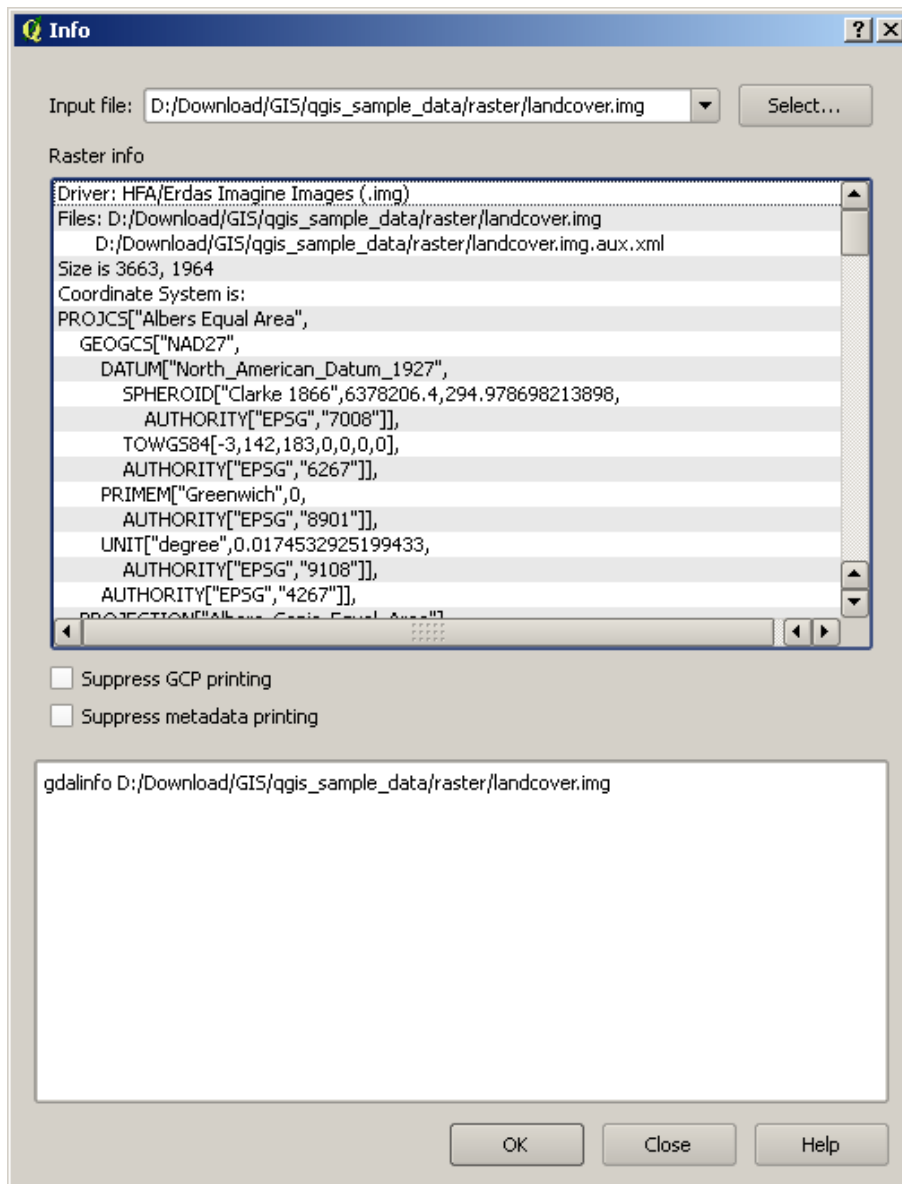 Info
Input file: D:/Download/GIS/qgis_sample_data/raster/landcover.img Select...
Raster info
Driver: HFA/Erdas Imagine Images (.img)
Files: D:/Download/GIS/qgis_sample_data/raster/landcover.img
D:/Download/GIS/qgis_sample_data/raster/landcover.img.aux.xml
Size is 3663, 1964
Coordinate System is:
PROJCS["Albers Equal Area",
GEOGCS["NAD27",
DATUM["North_American_Datum_1927",
SPHEROID["Clarke 1866",6378206.4,294.978698213898,
AUTHORITY["EPSG","7008"]],
TOWGS84[-3,142,183,0,0,0,0],
AUTHORITY["EPSG","6267"]],
PRIMEM["Greenwich",0,
AUTHORITY["EPSG","8901"]],
UNIT["degree",0.0174532925199433,
AUTHORITY["EPSG","9108"]],
AUTHORITY["EPSG","4267"]],
PROJECTION["Albers_Conic_Equal_Area"],
Suppress GCP printing
Suppress metadata printing
gdalinfo D:/Download/GIS/qgis_sample_data/raster/landcover.img
OK Close Help